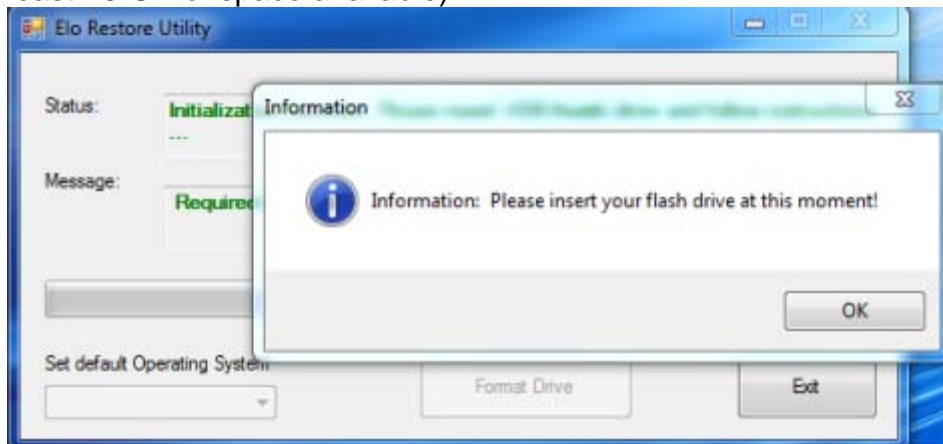 Elo Restore Utility
Status:
Initializat
---
Information
Message:
Required
Information: Please insert your flash drive at this moment!
OK
Set default Operating System
Format Drive
Exit